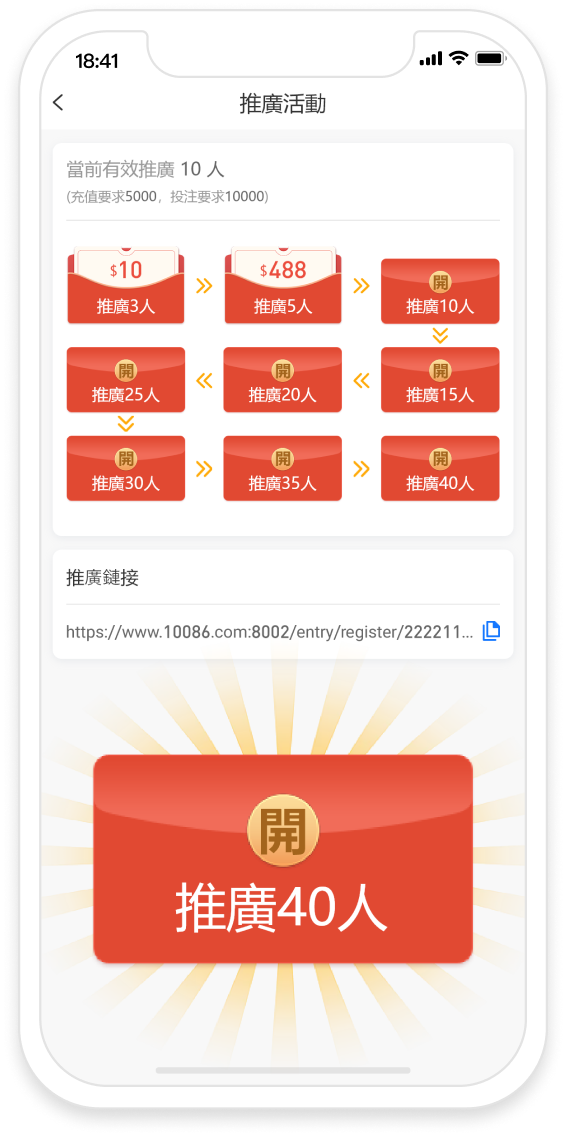 18:41
推廣活動
當前有效推廣 10 人
(充值要求5000，投注要求10000)
$10
$488
開
推廣3人
推廣5人
推廣10人
開
開
開
推廣25人
推廣20人
推廣15人
開
開
開
推廣30人
推廣35人
推廣40人
推廣鏈接
https://www.10086.com:8002/entry/register/222211...
開
推廣40人